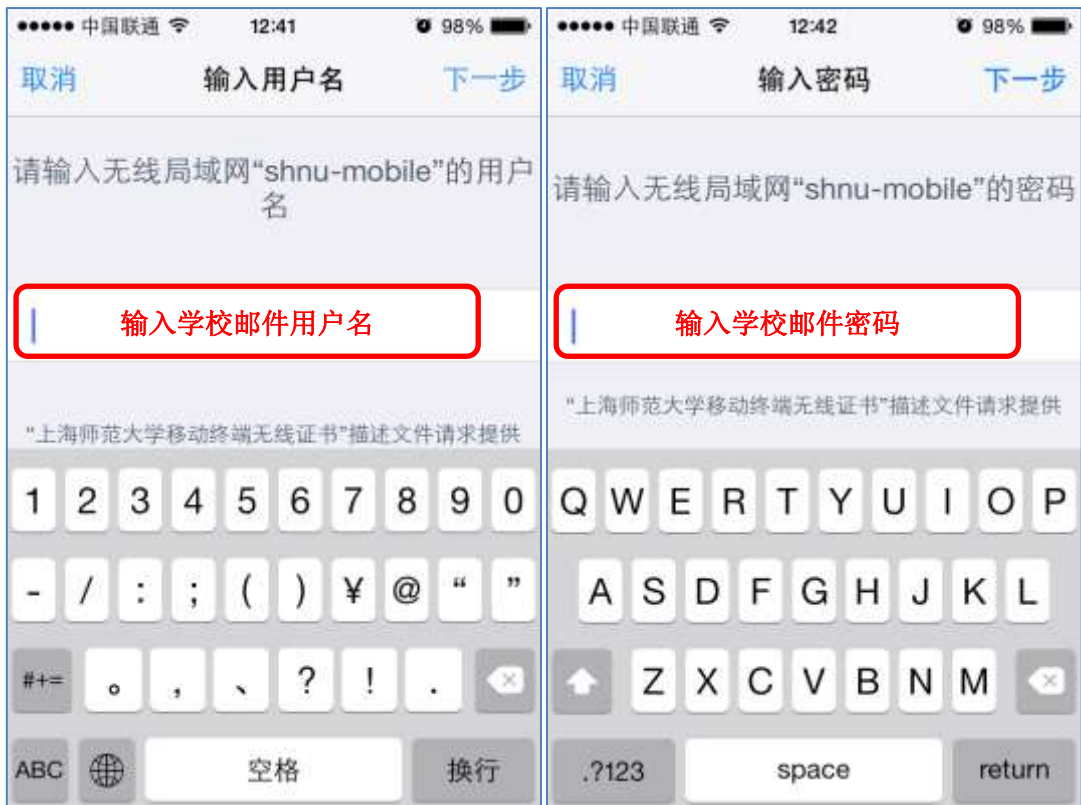 中国联通 12:41 98%
取消 输入用户名 下一步
请输入无线局域网“shnu-mobile”的用户
名
输入学校邮件用户名
“上海师范大学移动终端无线证书”描述文件请求提供
1 2 3 4 5 6 7 8 9 0
- / : ; ( ) ¥ @ “ ”
#+= 。 , 、 ? ! .
ABC 空格 换行
中国联通 12:42 98%
取消 输入密码 下一步
请输入无线局域网“shnu-mobile”的密码
输入学校邮件密码
“上海师范大学移动终端无线证书”描述文件请求提供
Q W E R T Y U I O P
A S D F G H J K L
Z X C V B N M
.?123 space return